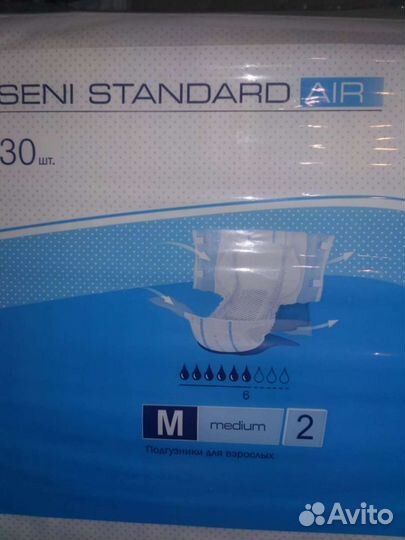 SENI STANDARD AIR
30 шт.
6
M medium 2
Подгузники для взрослых
Avito